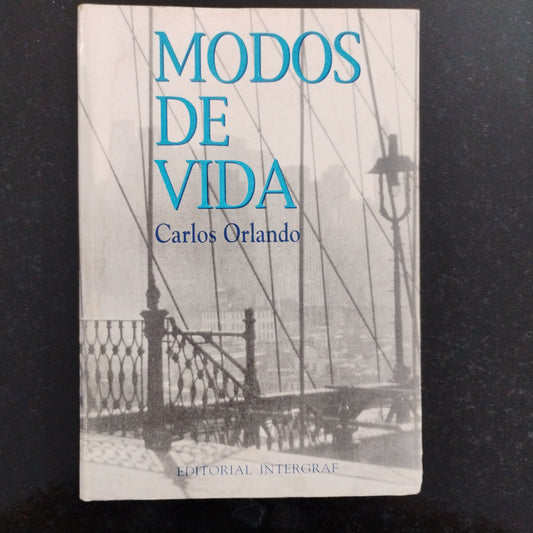 MODOS
DE
VIDA
Carlos Orlando
EDITORIAL INTERGRAF